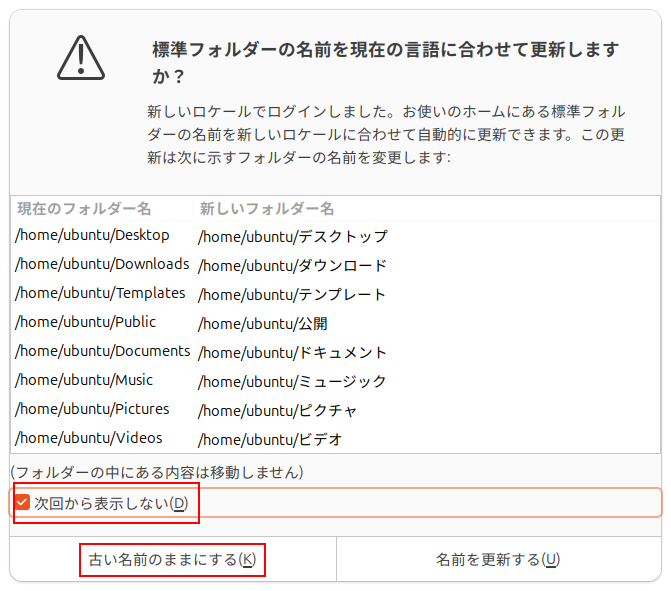 標準フォルダーの名前を現在の言語に合わせて更新します
か？
新しいロケールでログインしました。お使いのホームにある標準フォル
ダーの名前を新しいロケールに合わせて自動的に更新できます。この更
新は次に示すフォルダーの名前を変更します:
現在のフォルダー名 新しいフォルダー名
/home/ubuntu/Desktop /home/ubuntu/デスクトップ
/home/ubuntu/Downloads /home/ubuntu/ダウンロード
/home/ubuntu/Templates /home/ubuntu/テンプレート
/home/ubuntu/Public /home/ubuntu/公開
/home/ubuntu/Documents /home/ubuntu/ドキュメント
/home/ubuntu/Music /home/ubuntu/ミュージック
/home/ubuntu/Pictures /home/ubuntu/ピクチャ
/home/ubuntu/Videos /home/ubuntu/ビデオ
(フォルダーの中にある内容は移動しません)
次回から表示しない(D)
古い名前のままにする(K) 名前を更新する(U)